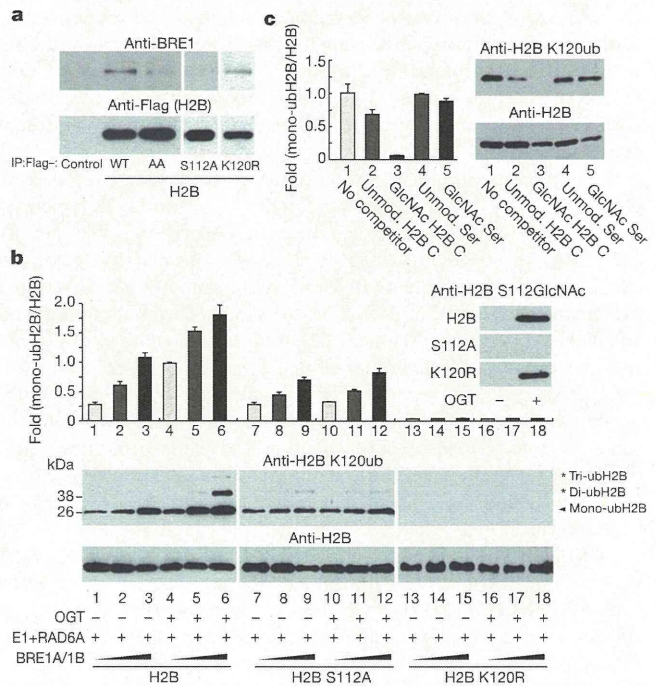 a
Anti-BRE1
Anti-Flag (H2B)
IP:Flag-: Control WT AA S112A K120R
H2B
c
Fold (mono-ubH2B/H2B)
1.5
1.0
0.5
0
1 2 3 4 5
No competitor
Unmod. H2B C
GlcNAc H2B C
Unmod. Ser
GlcNAc Ser
Anti-H2B K120ub
Anti-H2B
1 2 3 4 5
No competitor
Unmod. H2B C
GlcNAc H2B C
Unmod. Ser
GlcNAc Ser
b
Fold (mono-ubH2B/H2B)
2.0
1.5
1.0
0.5
0
1 2 3 4 5 6 7 8 9 10 11 12 13 14 15 16 17 18
Anti-H2B S112GlcNAc
H2B
S112A
K120R
OGT − +
Anti-H2B K120ub
kDa
38
26
* Tri-ubH2B
* Di-ubH2B
◄ Mono-ubH2B
Anti-H2B
1 2 3 4 5 6 7 8 9 10 11 12 13 14 15 16 17 18
OGT − − − + + + − − − + + + − − − + + +
E1+RAD6A + + + + + + + + + + + + + + + + + +
BRE1A/1B
H2B H2B S112A H2B K120R